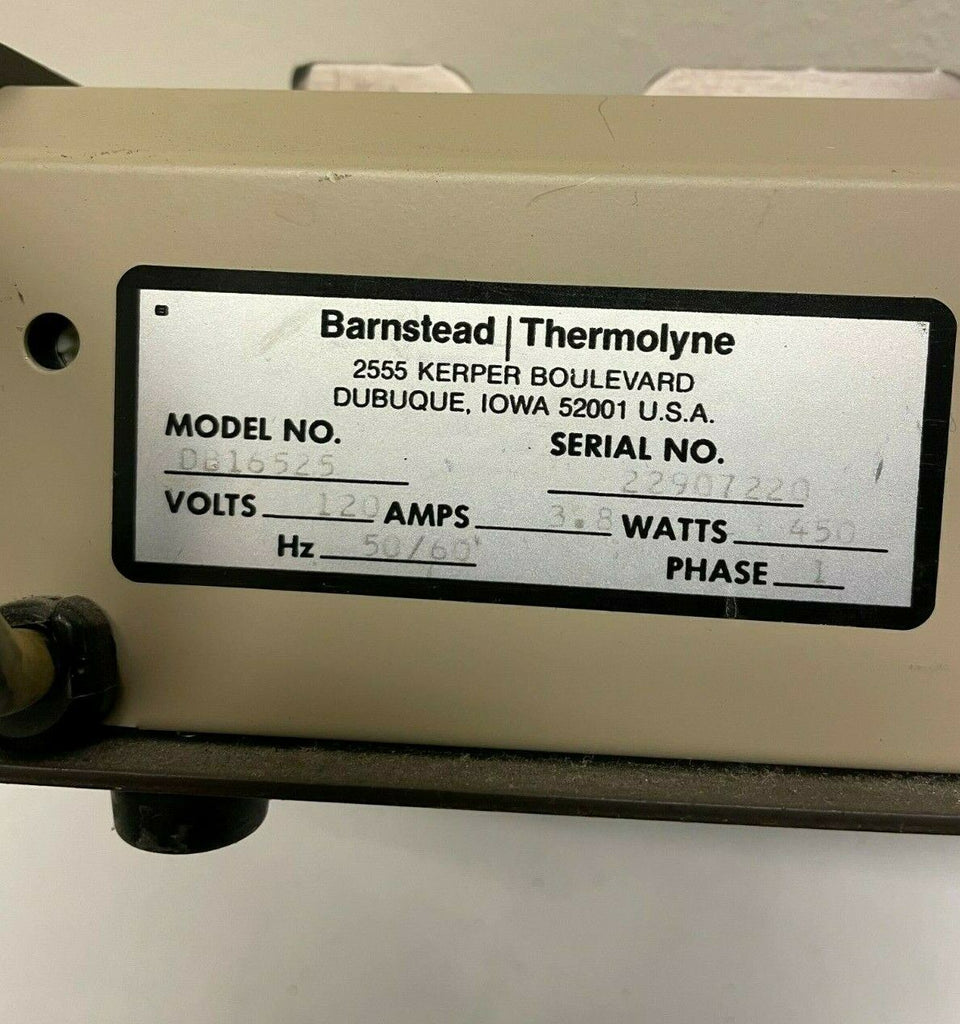 Barnstead | Thermolyne
2555 KERPER BOULEVARD
DUBUQUE, IOWA 52001 U.S.A.
MODEL NO. DB16525 SERIAL NO. 22907220
VOLTS 120 AMPS 3.8 WATTS 450
Hz 50/60 PHASE 1